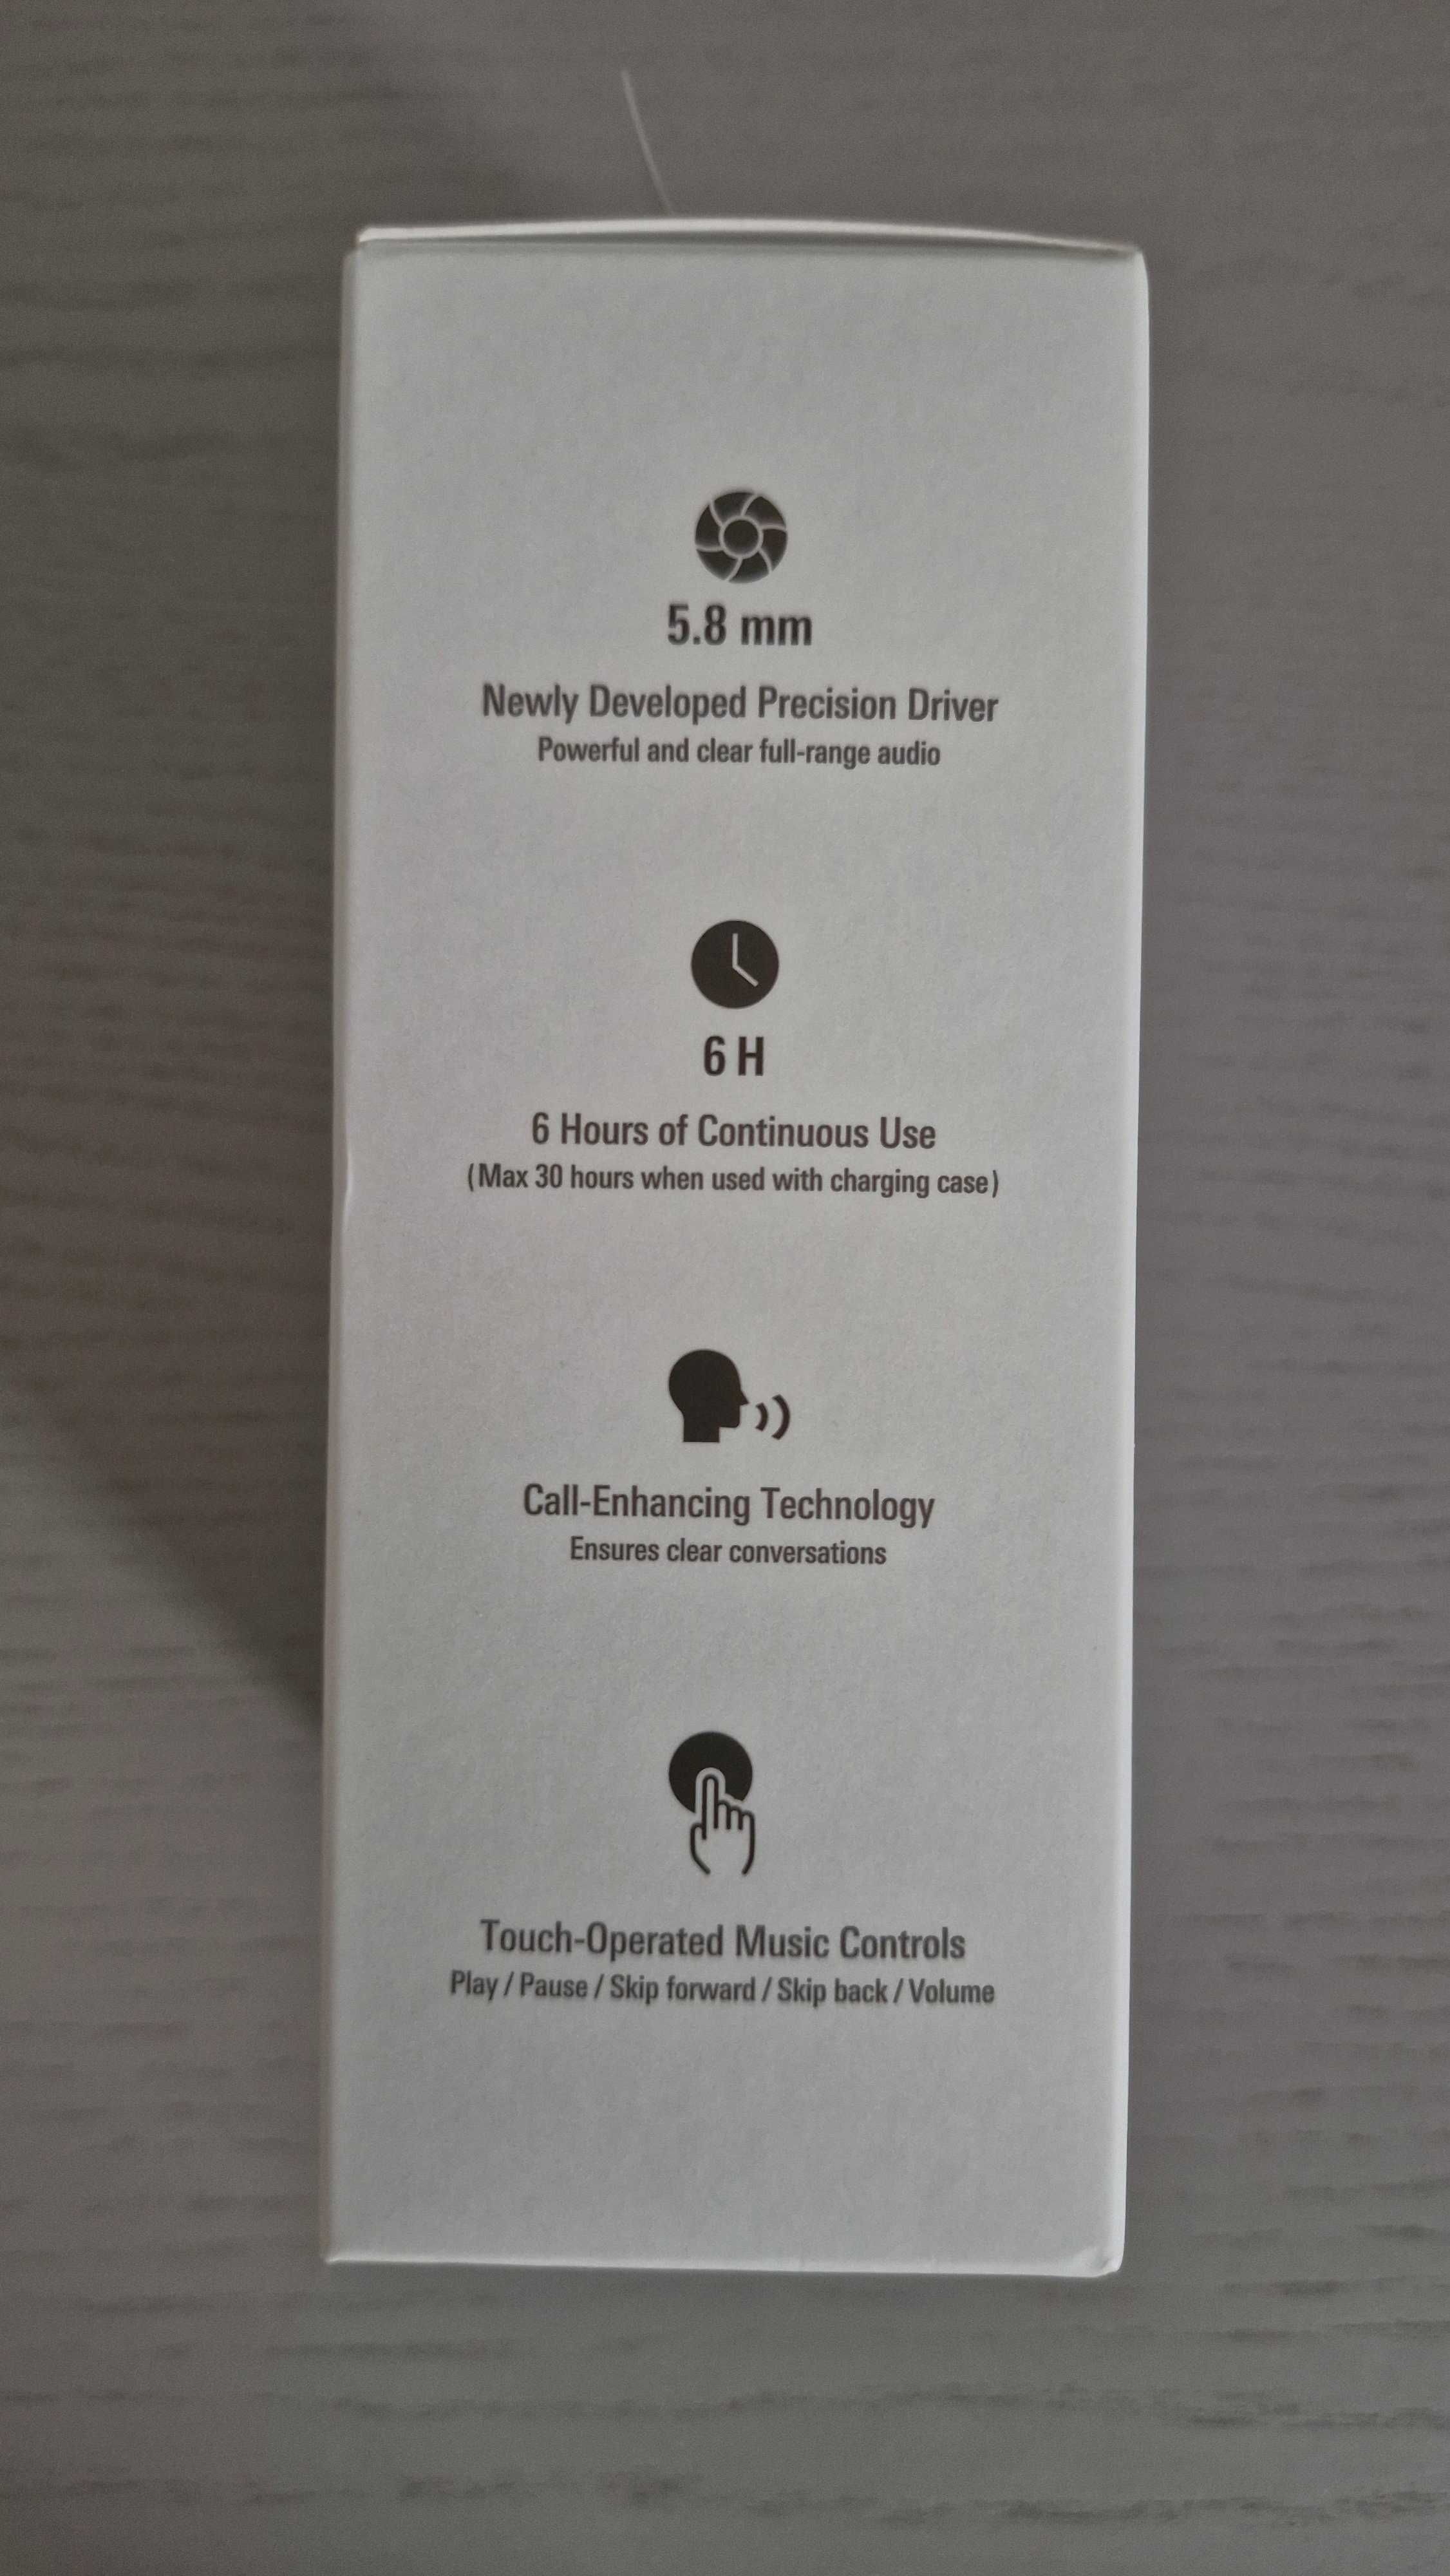 5.8 mm
Newly Developed Precision Driver
Powerful and clear full-range audio
6 H
6 Hours of Continuous Use
(Max 30 hours when used with charging case)
Call-Enhancing Technology
Ensures clear conversations
Touch-Operated Music Controls
Play / Pause / Skip forward / Skip back / Volume